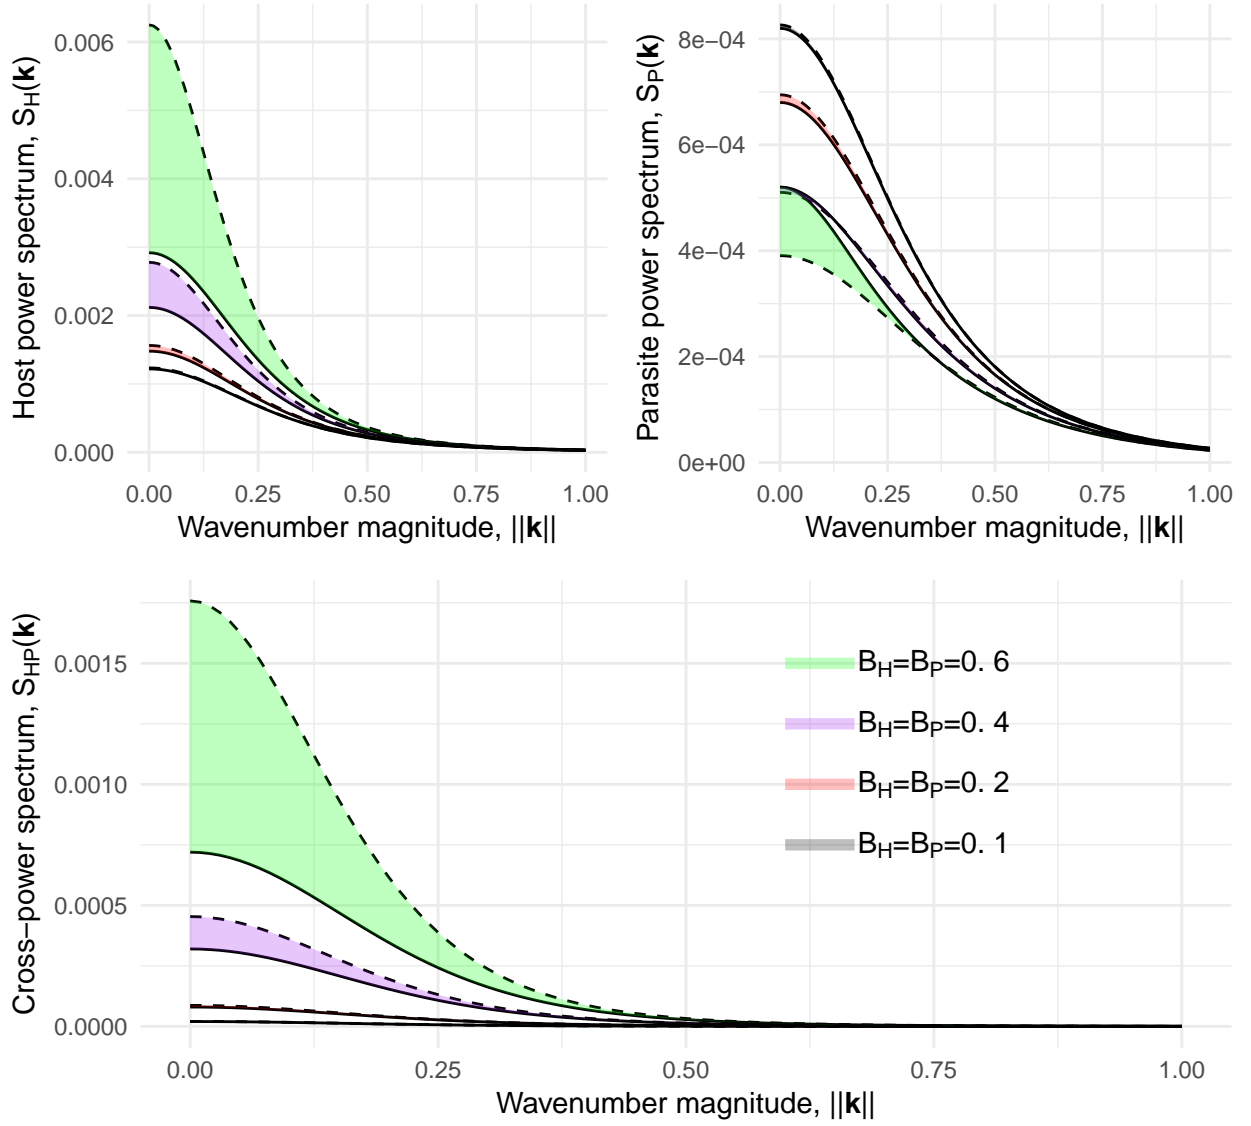 Host power spectrum, S_H(k)
0.006
0.004
0.002
0.000
0.00 0.25 0.50 0.75 1.00
Wavenumber magnitude, ||k||
Parasite power spectrum, S_P(k)
8e−04
6e−04
4e−04
2e−04
0e+00
0.00 0.25 0.50 0.75 1.00
Wavenumber magnitude, ||k||
Cross−power spectrum, S_HP(k)
0.0015
0.0010
0.0005
0.0000
B_H=B_P=0. 6
B_H=B_P=0. 4
B_H=B_P=0. 2
B_H=B_P=0. 1
0.00 0.25 0.50 0.75 1.00
Wavenumber magnitude, ||k||